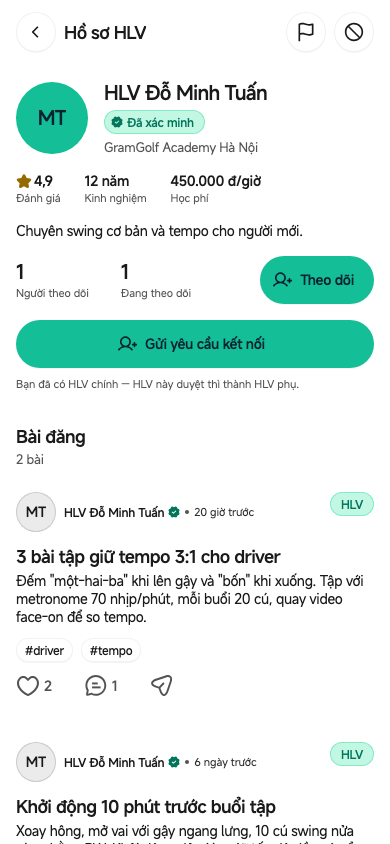 Hồ sơ HLV
MT
HLV Đỗ Minh Tuấn
Đã xác minh
GramGolf Academy Hà Nội
4,9
Đánh giá
12 năm
Kinh nghiệm
450.000 đ/giờ
Học phí
Chuyên swing cơ bản và tempo cho người mới.
1
Người theo dõi
1
Đang theo dõi
Theo dõi
Gửi yêu cầu kết nối
Bạn đã có HLV chính — HLV này duyệt thì thành HLV phụ.
Bài đăng
2 bài
MT
HLV Đỗ Minh Tuấn • 20 giờ trước
HLV
3 bài tập giữ tempo 3:1 cho driver
Đếm "một-hai-ba" khi lên gậy và "bốn" khi xuống. Tập với
metronome 70 nhịp/phút, mỗi buổi 20 cú, quay video
face-on để so tempo.
#driver #tempo
2 1
MT
HLV Đỗ Minh Tuấn • 6 ngày trước
HLV
Khởi động 10 phút trước buổi tập
Xoay hông, mở vai với gậy ngang lưng, 10 cú swing nửa